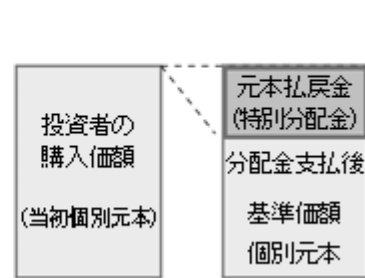 投資者の
購入価額
(当初個別元本)
元本払戻金
(特別分配金)
分配金支払後
基準価額
個別元本